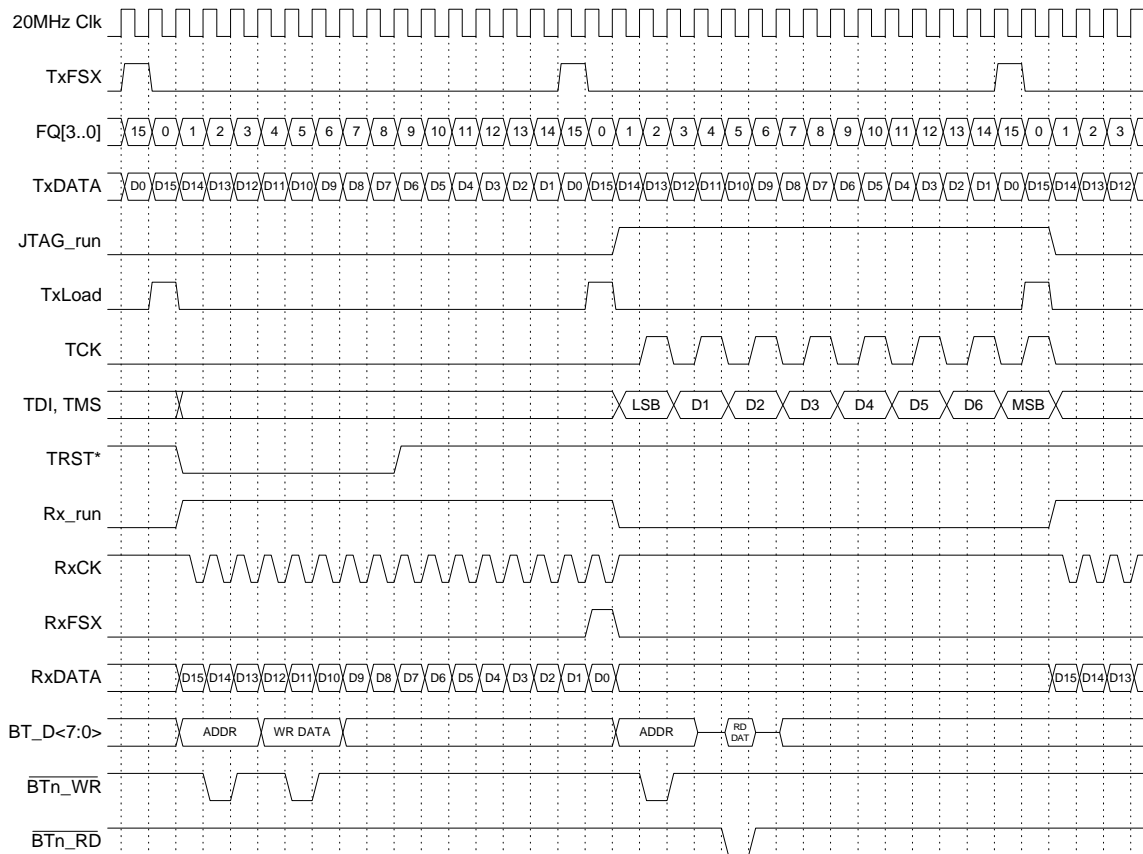 20MHz Clk
TxFSX
FQ[3..0] 15 0 1 2 3 4 5 6 7 8 9 10 11 12 13 14 15 0 1 2 3 4 5 6 7 8 9 10 11 12 13 14 15 0 1 2 3
TxDATA D0 D15 D14 D13 D12 D11 D10 D9 D8 D7 D6 D5 D4 D3 D2 D1 D0 D15 D14 D13 D12 D11 D10 D9 D8 D7 D6 D5 D4 D3 D2 D1 D0 D15 D14 D13 D12
JTAG_run
TxLoad
TCK
TDI, TMS LSB D1 D2 D3 D4 D5 D6 MSB
TRST*
Rx_run
RxCK
RxFSX
RxDATA D15 D14 D13 D12 D11 D10 D9 D8 D7 D6 D5 D4 D3 D2 D1 D0 D15 D14 D13
BT_D<7:0> ADDR WR DATA ADDR RD DAT
BTn_WR
BTn_RD